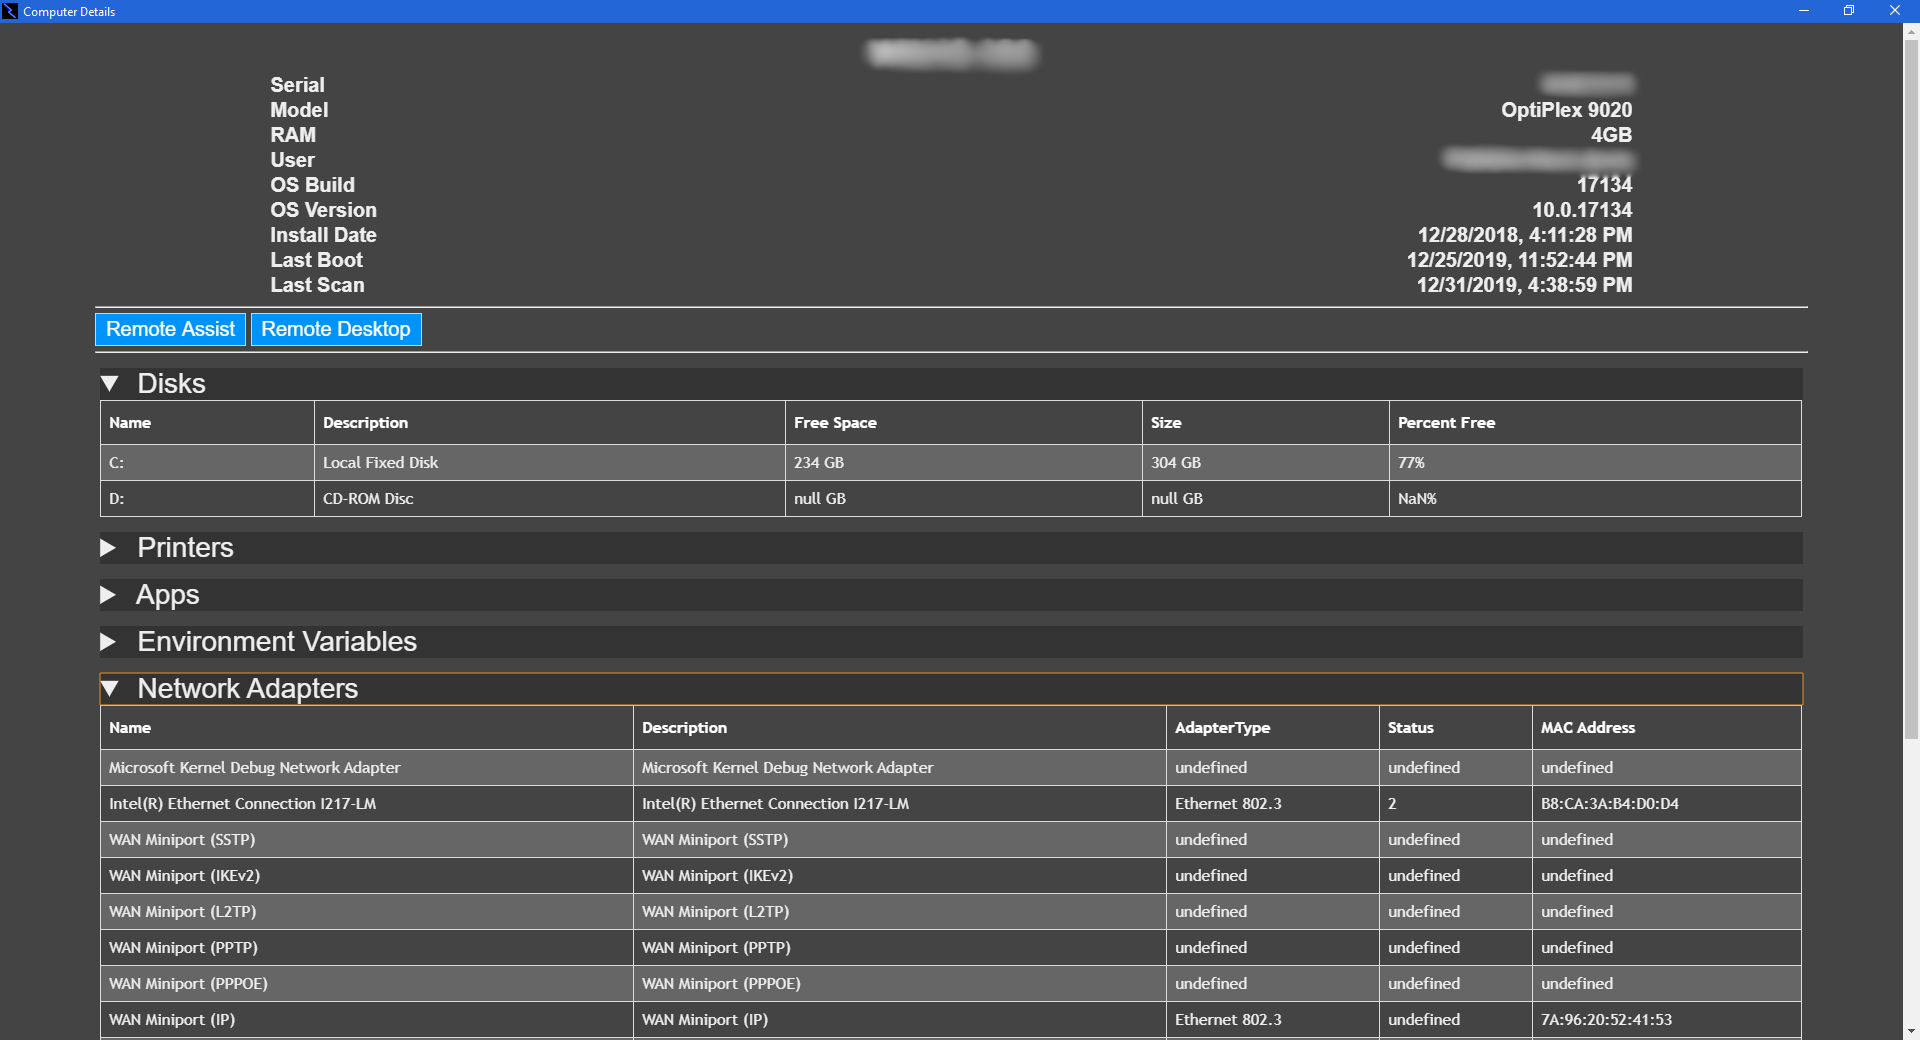 Computer Details
Serial
Model OptiPlex 9020
RAM 4GB
User
OS Build 17134
OS Version 10.0.17134
Install Date 12/28/2018, 4:11:28 PM
Last Boot 12/25/2019, 11:52:44 PM
Last Scan 12/31/2019, 4:38:59 PM
Remote Assist Remote Desktop
Disks
Name Description Free Space Size Percent Free
C: Local Fixed Disk 234 GB 304 GB 77%
D: CD-ROM Disc null GB null GB NaN%
Printers
Apps
Environment Variables
Network Adapters
Name Description AdapterType Status MAC Address
Microsoft Kernel Debug Network Adapter Microsoft Kernel Debug Network Adapter undefined undefined undefined
Intel(R) Ethernet Connection I217-LM Intel(R) Ethernet Connection I217-LM Ethernet 802.3 2 B8:CA:3A:B4:D0:D4
WAN Miniport (SSTP) WAN Miniport (SSTP) undefined undefined undefined
WAN Miniport (IKEv2) WAN Miniport (IKEv2) undefined undefined undefined
WAN Miniport (L2TP) WAN Miniport (L2TP) undefined undefined undefined
WAN Miniport (PPTP) WAN Miniport (PPTP) undefined undefined undefined
WAN Miniport (PPPOE) WAN Miniport (PPPOE) undefined undefined undefined
WAN Miniport (IP) WAN Miniport (IP) Ethernet 802.3 undefined 7A:96:20:52:41:53